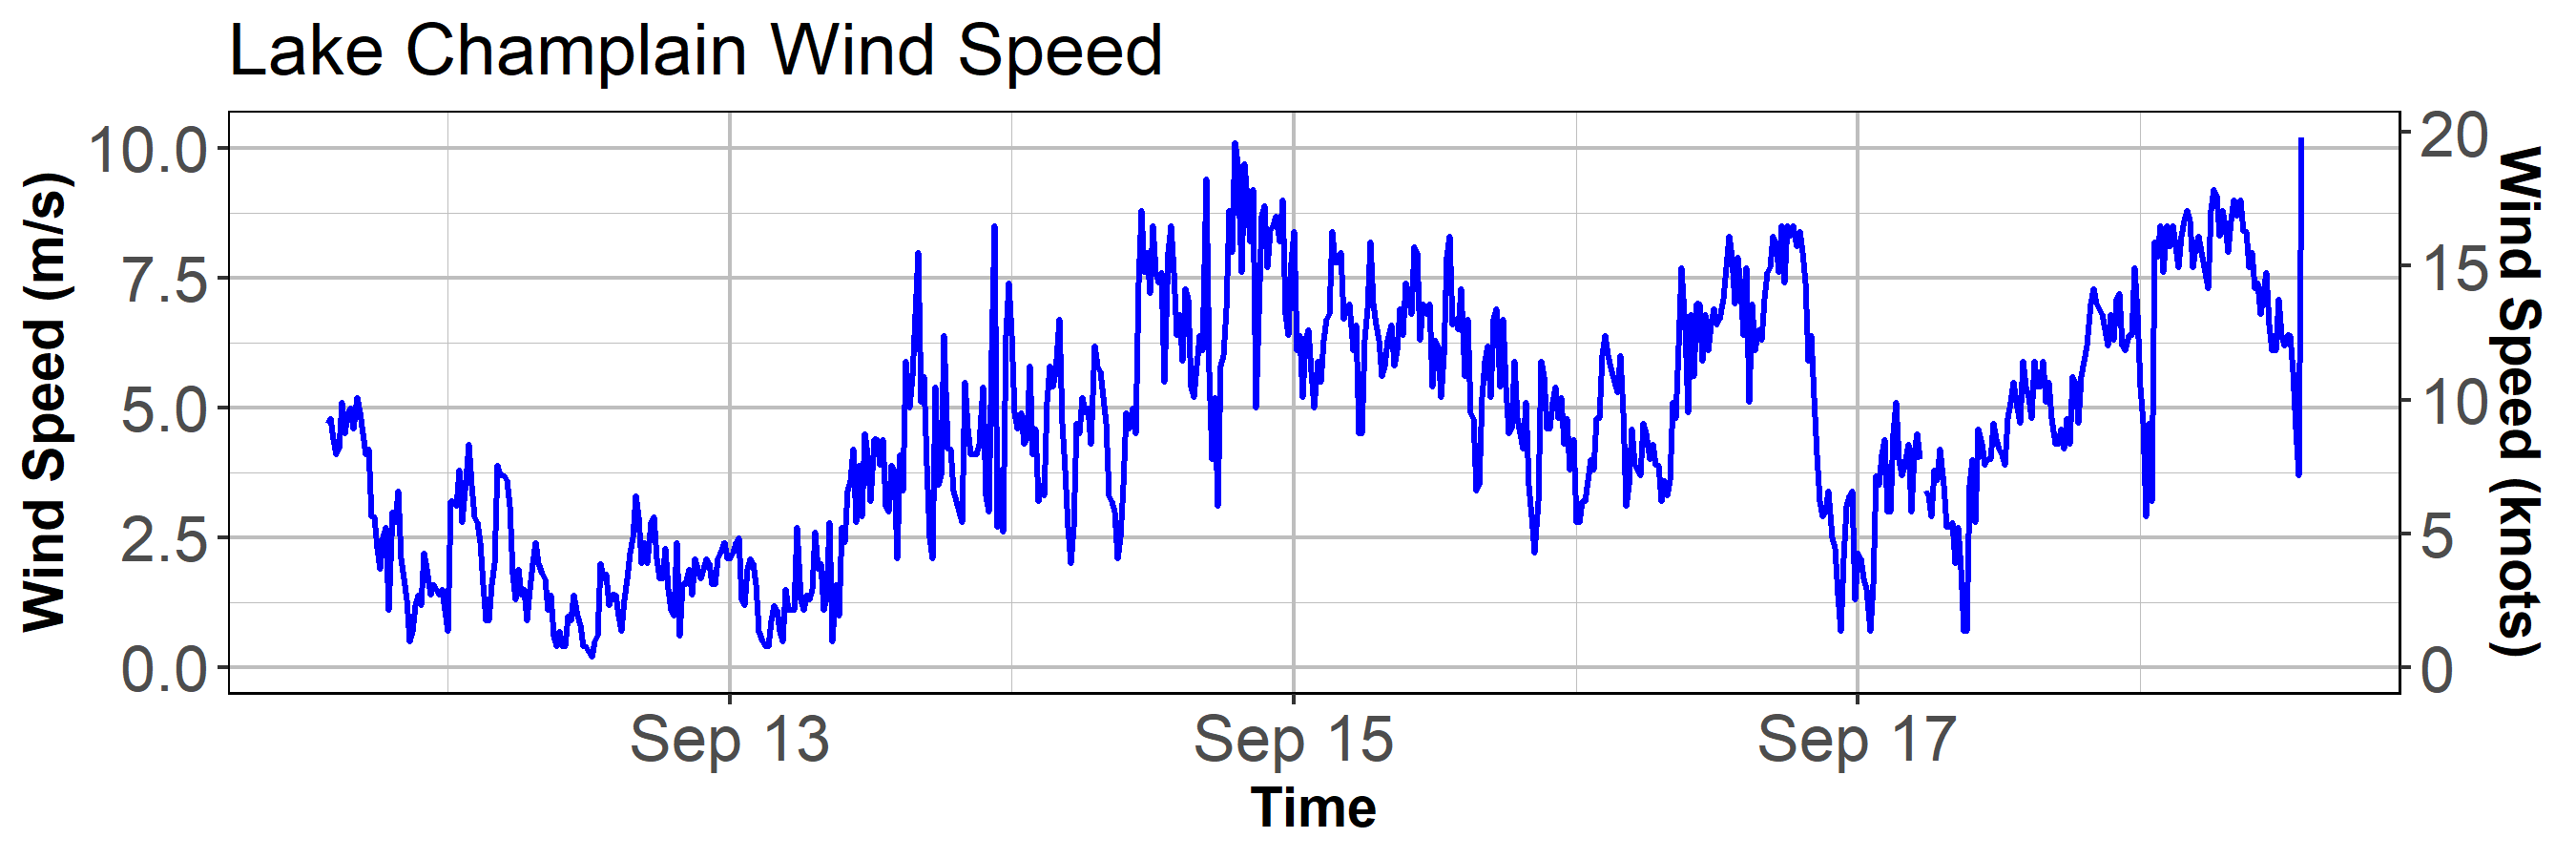 Lake Champlain Wind Speed
Wind Speed (m/s)
10.0
7.5
5.0
2.5
0.0
20
15
10
5
0
Wind Speed (knots)
Sep 13
Sep 15
Sep 17
Time